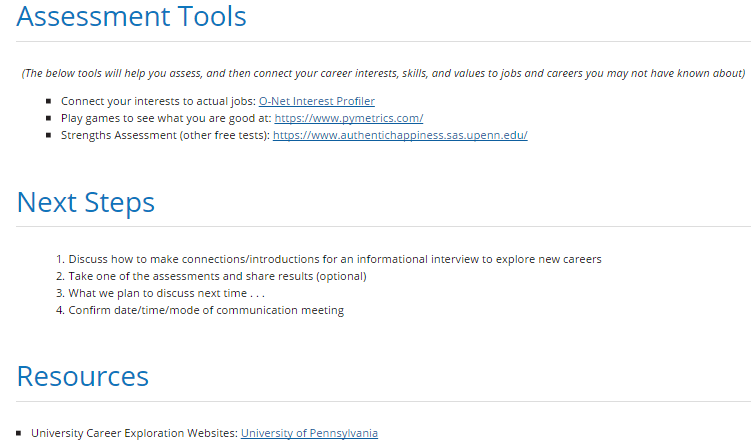 Assessment Tools
(The below tools will help you assess, and then connect your career interests, skills, and values to jobs and careers you may not have known about)
▪ Connect your interests to actual jobs: O-Net Interest Profiler
▪ Play games to see what you are good at: https://www.pymetrics.com/
▪ Strengths Assessment (other free tests): https://www.authentichappiness.sas.upenn.edu/
Next Steps
1. Discuss how to make connections/introductions for an informational interview to explore new careers
2. Take one of the assessments and share results (optional)
3. What we plan to discuss next time . . .
4. Confirm date/time/mode of communication meeting
Resources
▪ University Career Exploration Websites: University of Pennsylvania